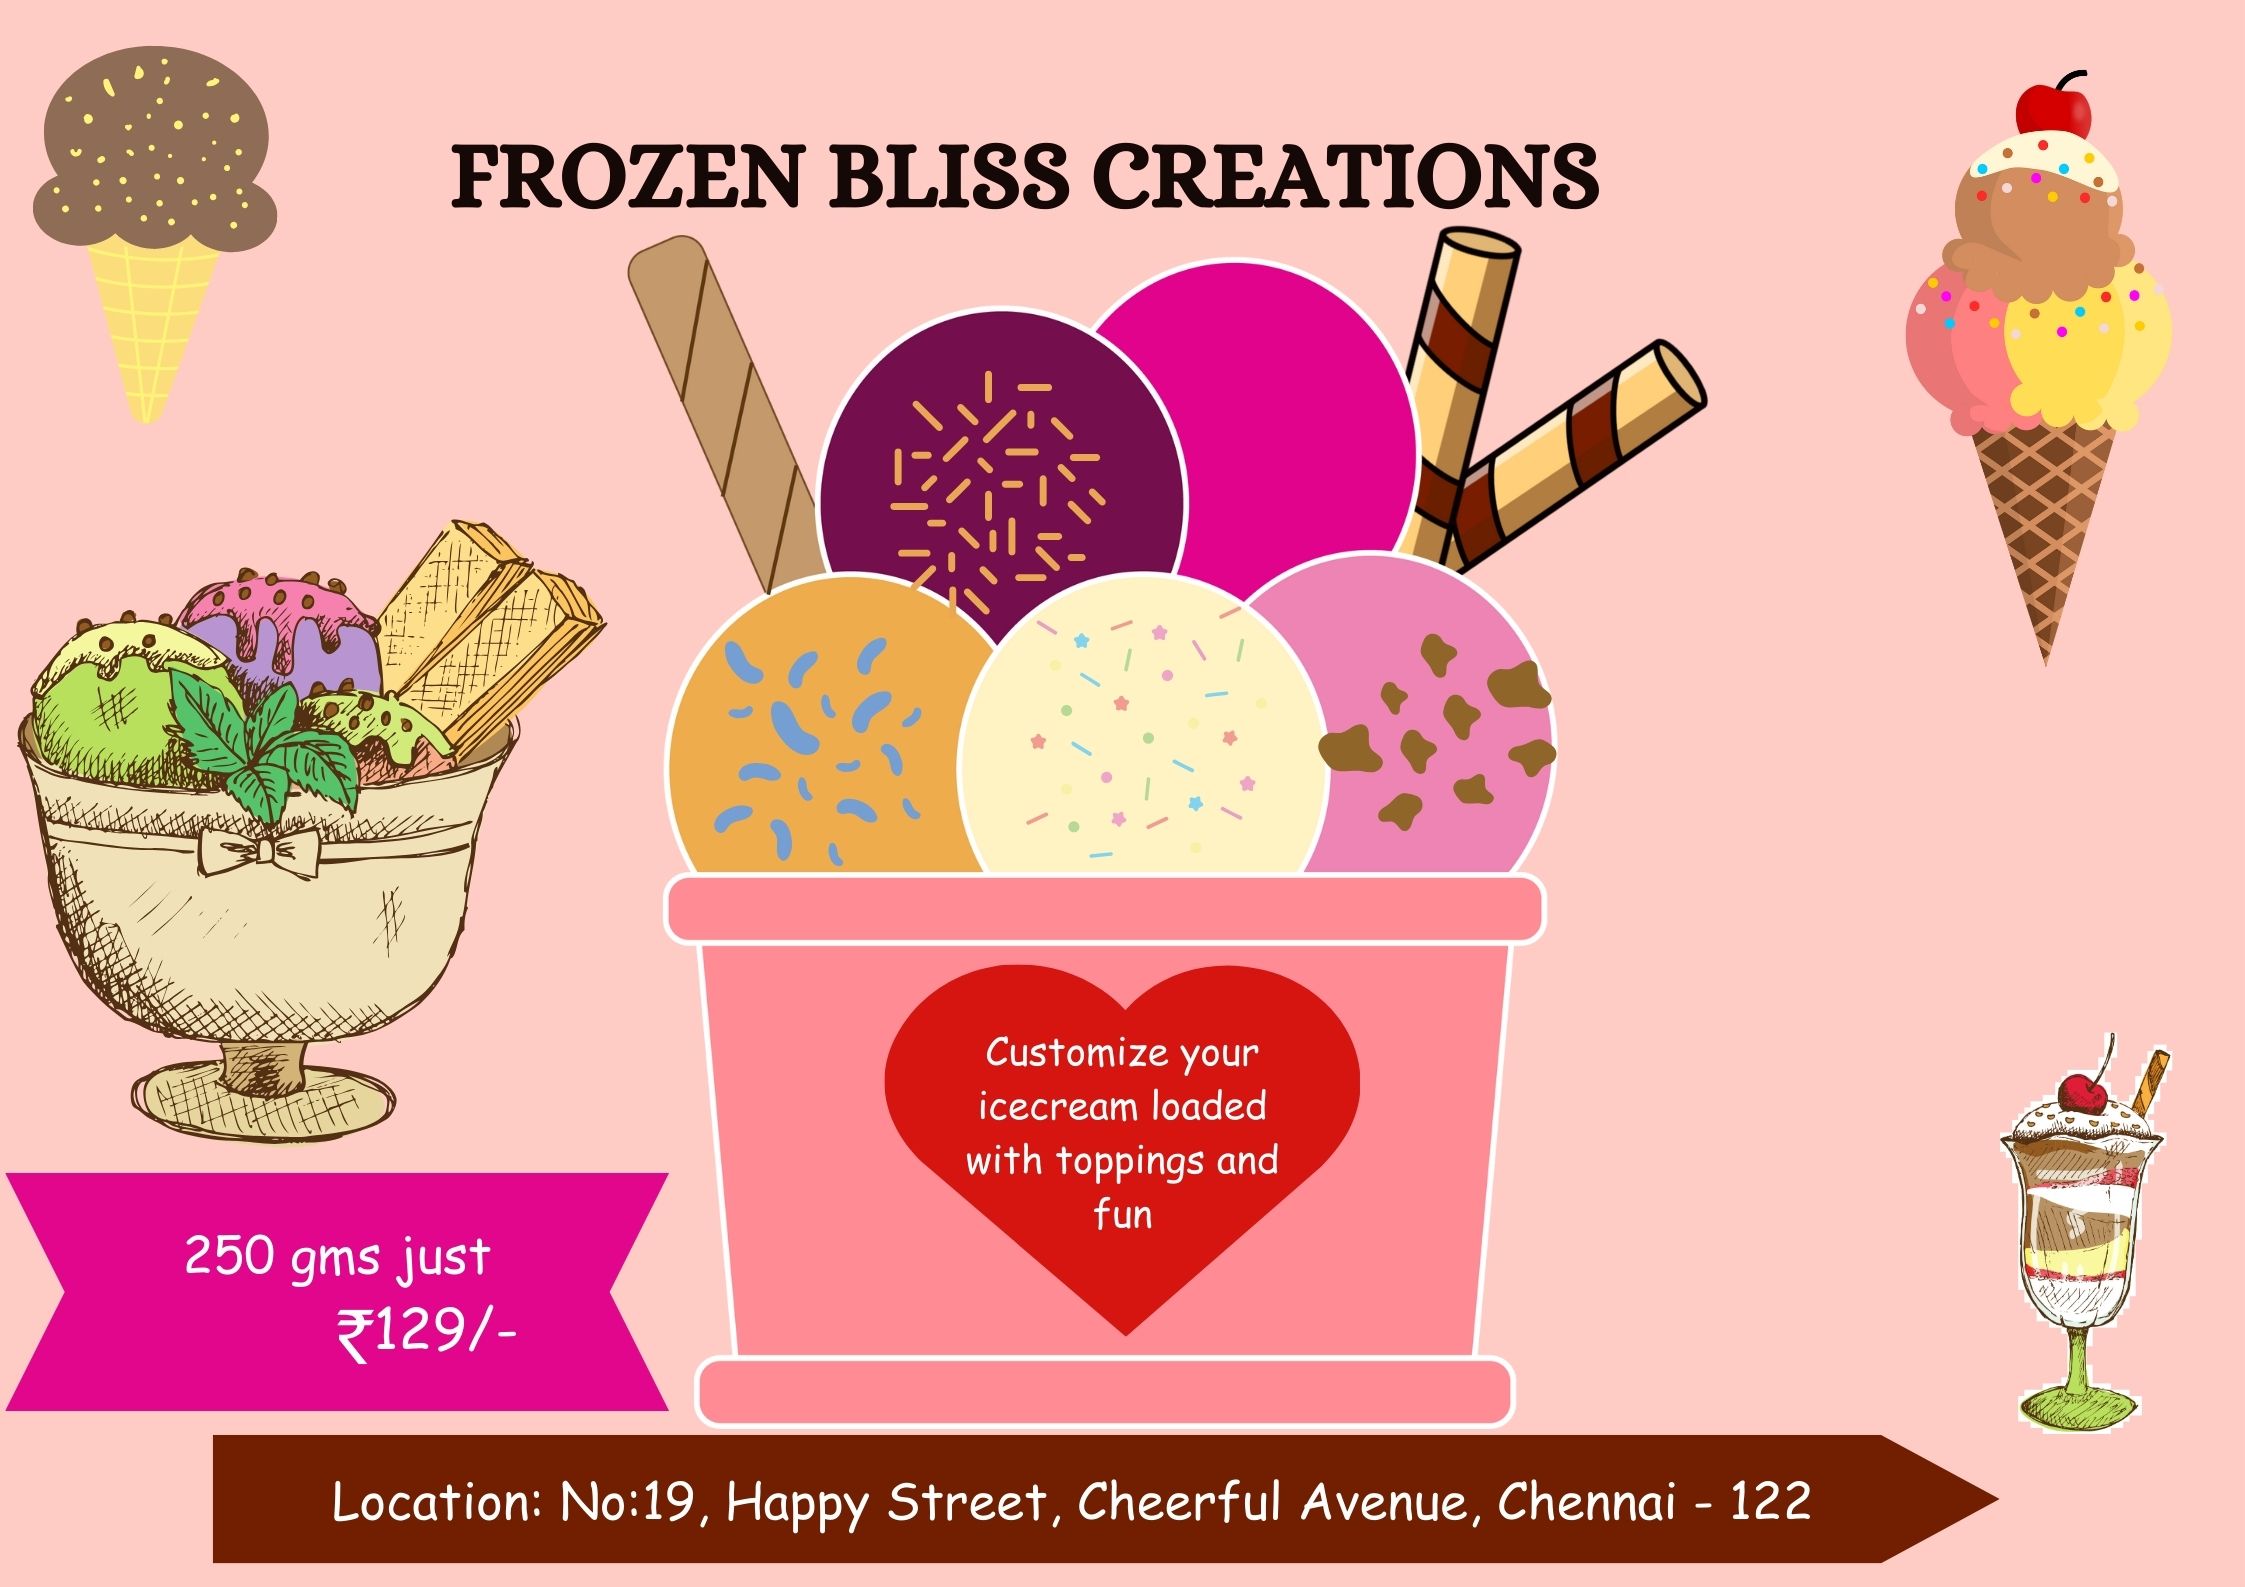 FROZEN BLISS CREATIONS
Customize your
icecream loaded
with toppings and
fun
250 gms just
₹129/-
Location: No:19, Happy Street, Cheerful Avenue, Chennai - 122